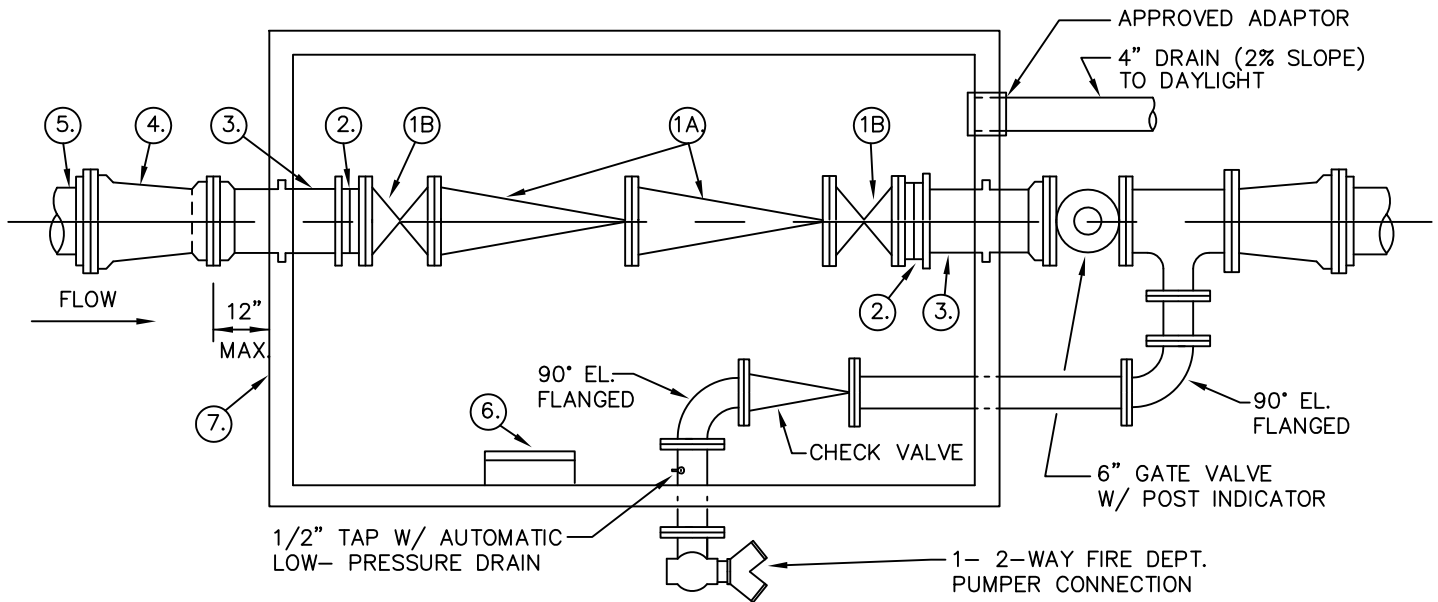 APPROVED ADAPTOR
4" DRAIN (2% SLOPE)
TO DAYLIGHT
5.
4.
3.
2.
1B
1A.
1B
FLOW
12"
MAX.
2.
3.
90° EL.
FLANGED
90° EL.
FLANGED
7.
6.
CHECK VALVE
6" GATE VALVE
W/ POST INDICATOR
1/2" TAP W/ AUTOMATIC
LOW- PRESSURE DRAIN
1- 2-WAY FIRE DEPT.
PUMPER CONNECTION